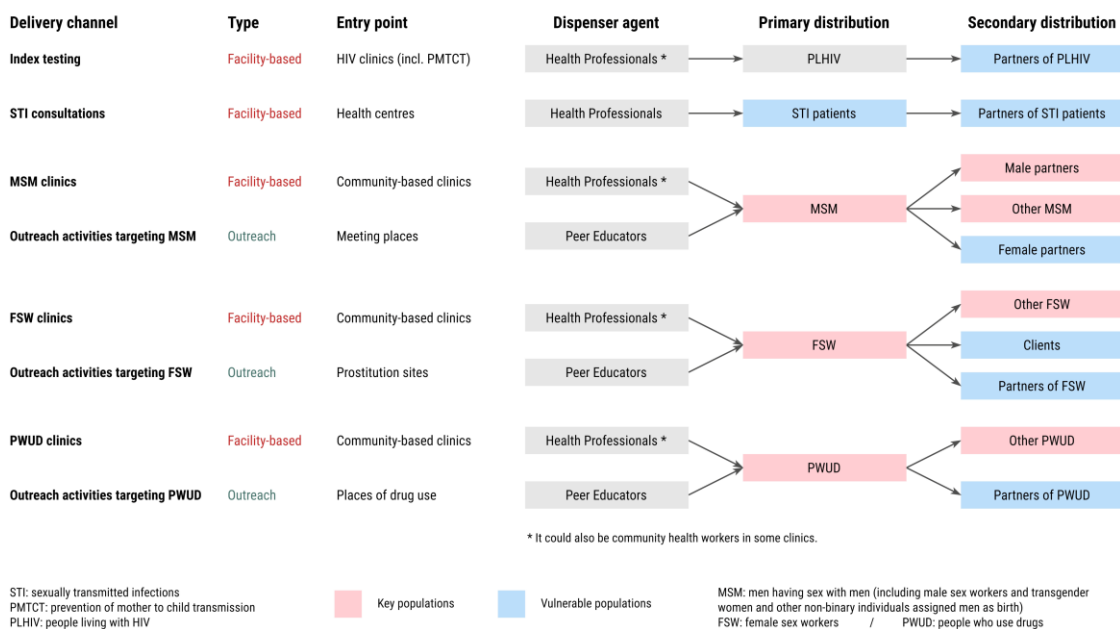 Delivery channel Type Entry point Dispenser agent Primary distribution Secondary distribution
Index testing Facility-based HIV clinics (incl. PMTCT) Health Professionals * PLHIV Partners of PLHIV
STI consultations Facility-based Health centres Health Professionals STI patients Partners of STI patients
Male partners
MSM clinics Facility-based Community-based clinics Health Professionals *
MSM Other MSM
Outreach activities targeting MSM Outreach Meeting places Peer Educators
Female partners
Other FSW
FSW clinics Facility-based Community-based clinics Health Professionals *
FSW Clients
Outreach activities targeting FSW Outreach Prostitution sites Peer Educators
Partners of FSW
PWUD clinics Facility-based Community-based clinics Health Professionals * Other PWUD
PWUD
Outreach activities targeting PWUD Outreach Places of drug use Peer Educators Partners of PWUD
* It could also be community health workers in some clinics.
STI: sexually transmitted infections
PMTCT: prevention of mother to child transmission
PLHIV: people living with HIV
Key populations
Vulnerable populations
MSM: men having sex with men (including male sex workers and transgender
women and other non-binary individuals assigned men as birth)
FSW: female sex workers / PWUD: people who use drugs